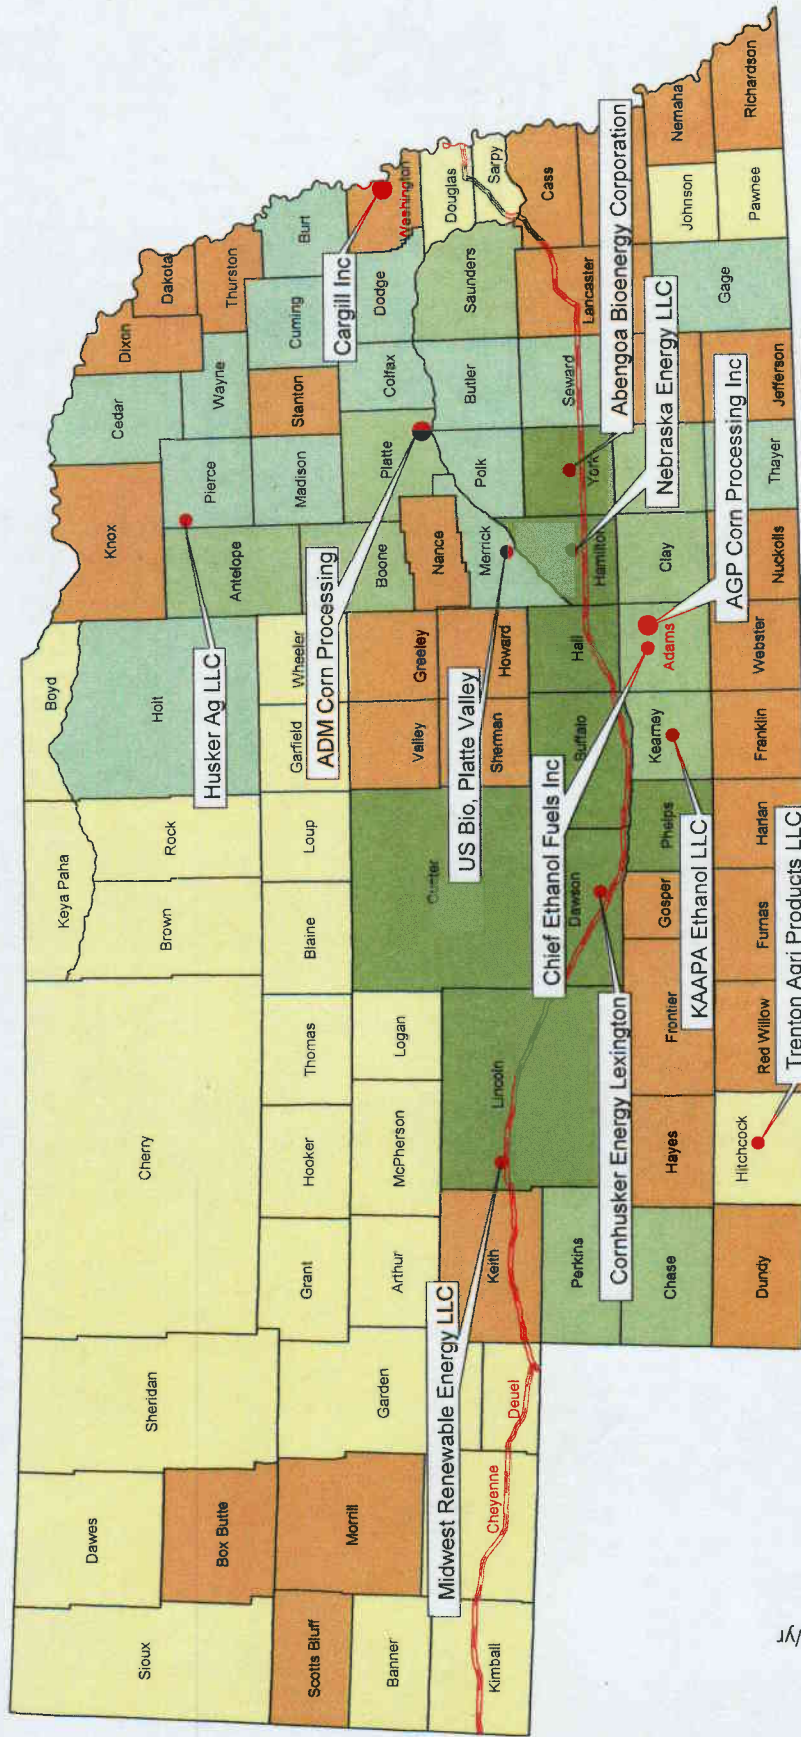 Sioux
Dawes
Sheridan
Cherry
Keya Paha
Boyd
Knox
Cedar
Dixon
Dakota
Box Butte
Brown
Rock
Holt
Antelope
Pierce
Wayne
Thurston
Husker Ag LLC
Scotts Bluff
Morrill
Garden
Grant
Hooker
Thomas
Blaine
Loup
Garfield
Wheeler
Madison
Stanton
Cuming
Burt
ADM Corn Processing
Cargill Inc
Banner
Arthur
McPherson
Logan
Custer
Valley
Greeley
Boone
Nance
Platte
Colfax
Dodge
Washington
Midwest Renewable Energy LLC
US Bio, Platte Valley
Kimball
Cheyenne
Deuel
Keith
Lincoln
Sherman
Howard
Merrick
Polk
Butler
Saunders
Douglas
Sarpy
Perkins
Dawson
Buffalo
Hall
Hamilton
York
Seward
Lancaster
Cass
Chief Ethanol Fuels Inc
Abengoa Bioenergy Corporation
Cornhusker Energy Lexington
Nebraska Energy LLC
Chase
Hayes
Frontier
Gosper
Phelps
Kearney
Adams
Clay
Gage
Johnson
Nemaha
KAAPA Ethanol LLC
AGP Corn Processing Inc
Dundy
Hitchcock
Red Willow
Furnas
Harlan
Franklin
Webster
Nuckolls
Thayer
Jefferson
Pawnee
Richardson
Trenton Agri Products LLC
/yr